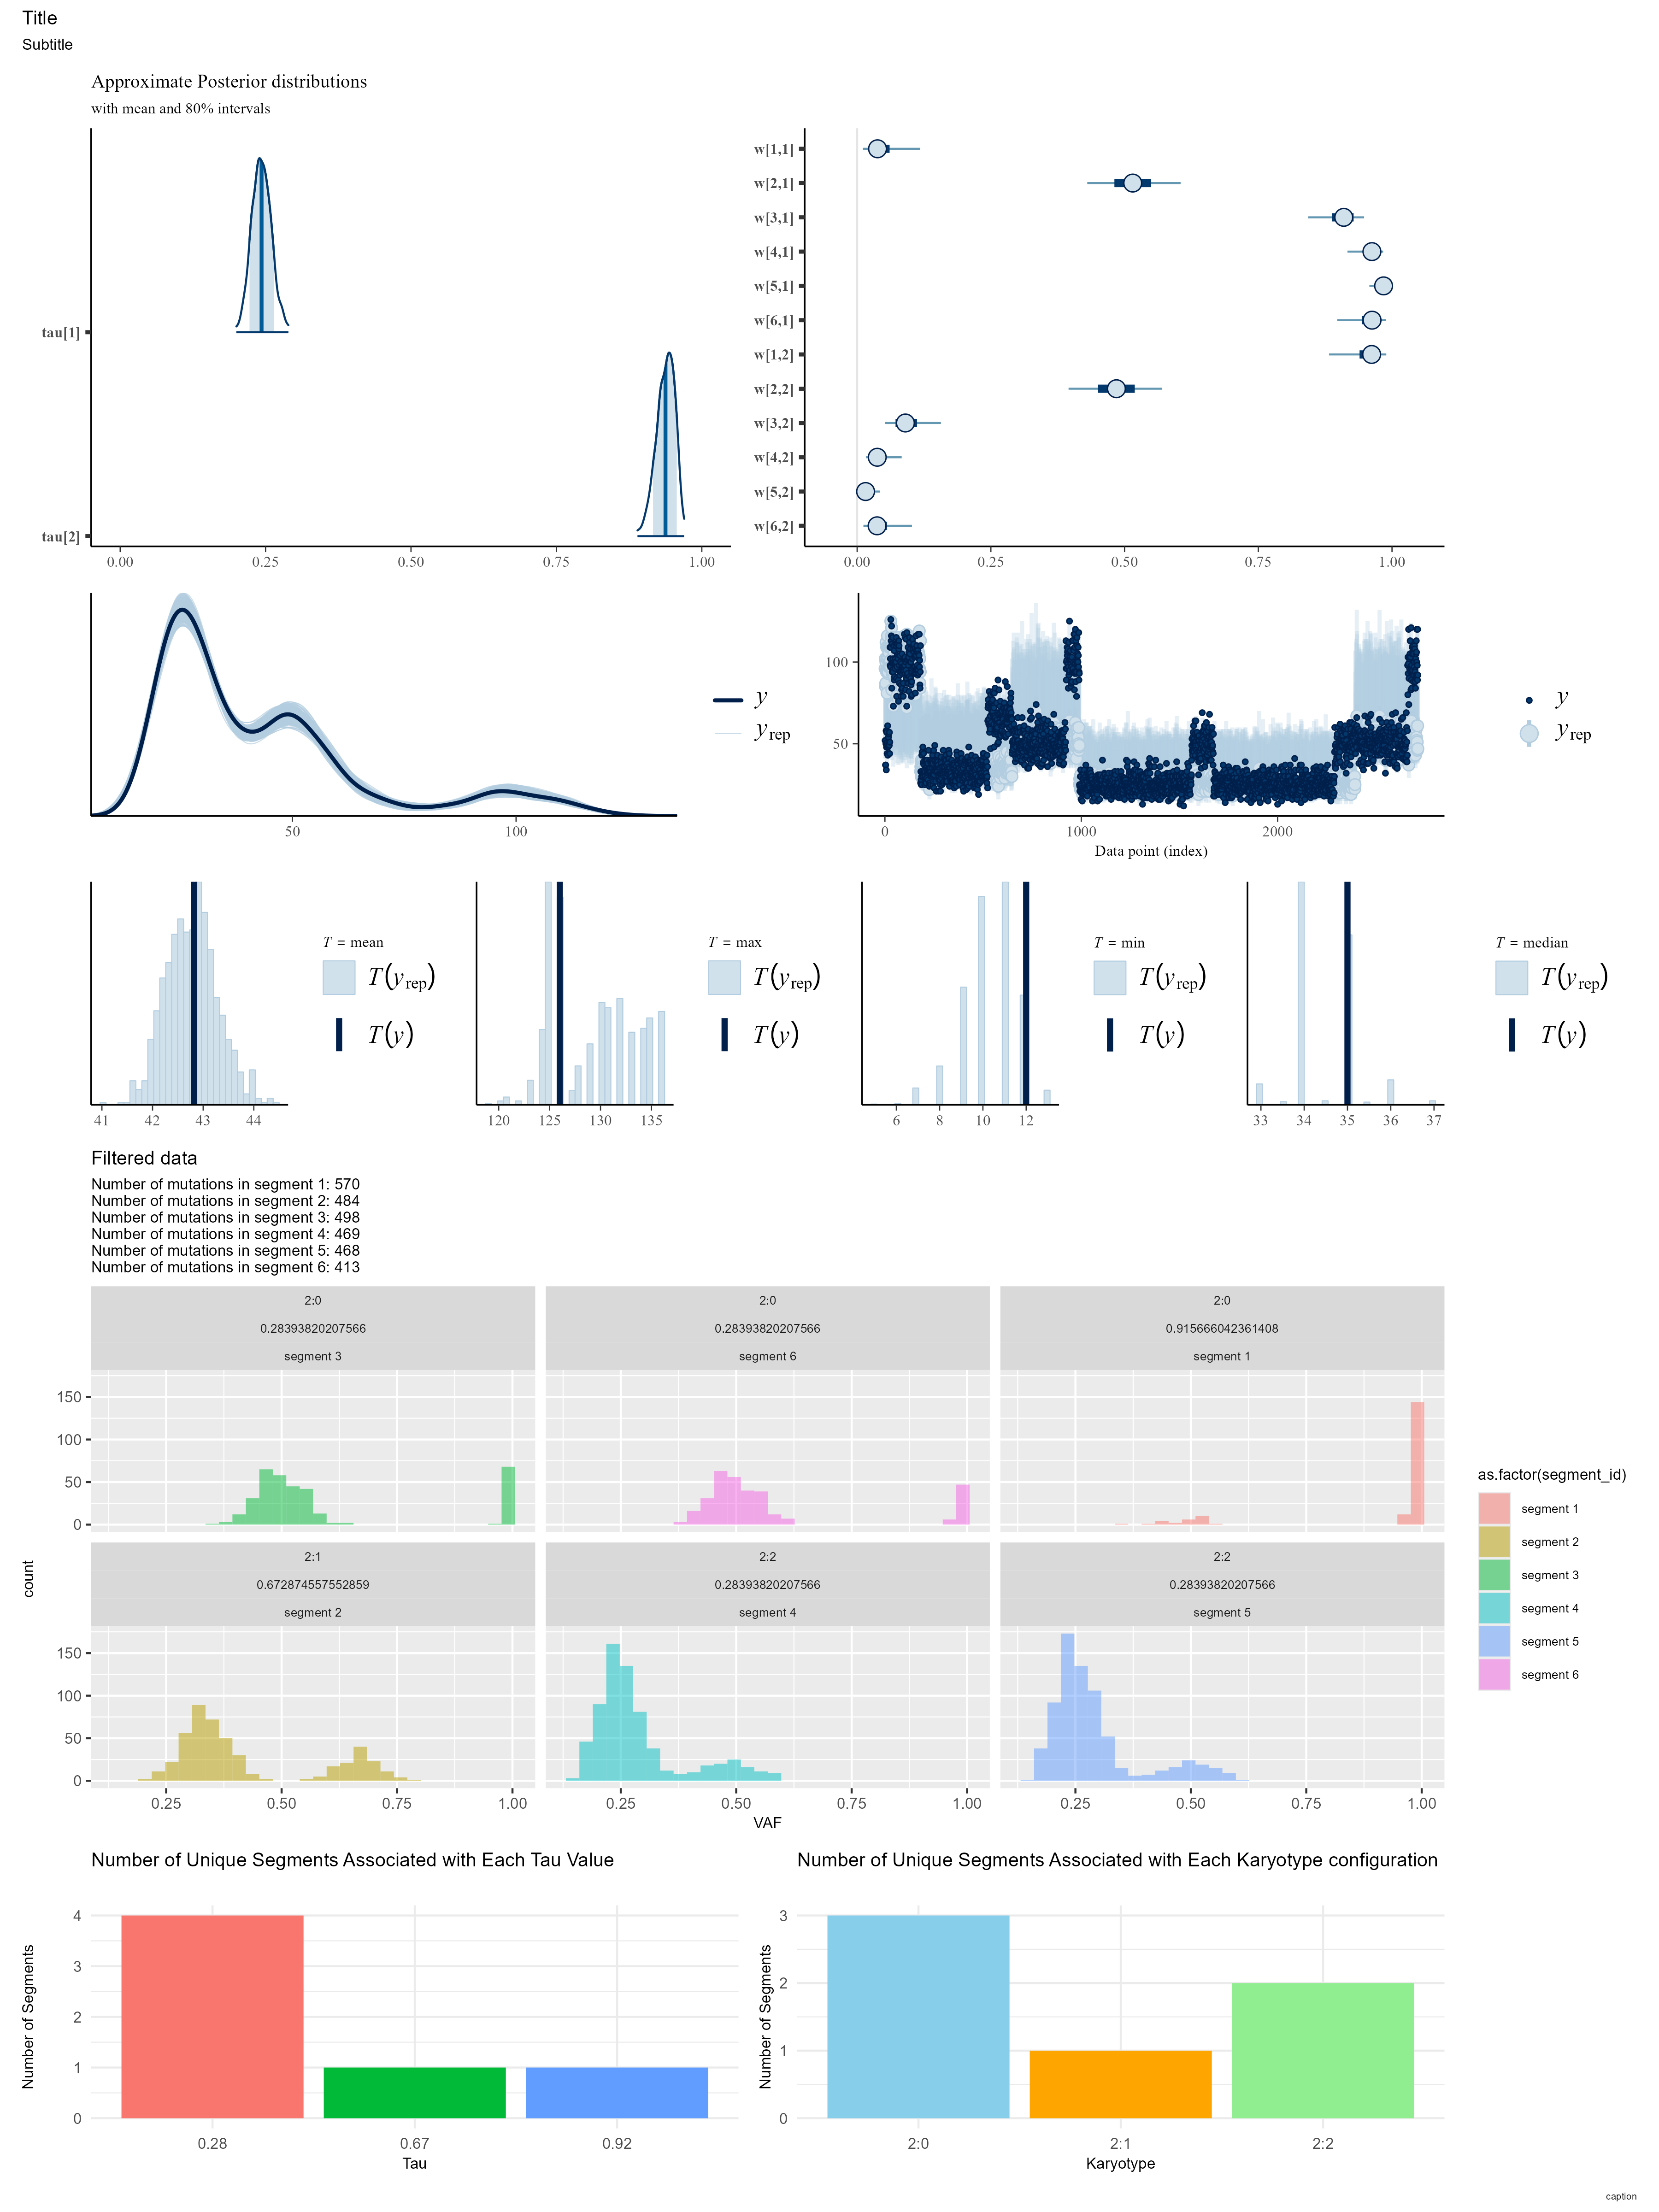 Title
Subtitle
Approximate Posterior distributions
with mean and 80% intervals
tau[1]
tau[2]
0.00 0.25 0.50 0.75 1.00
w[1,1]
w[2,1]
w[3,1]
w[4,1]
w[5,1]
w[6,1]
w[1,2]
w[2,2]
w[3,2]
w[4,2]
w[5,2]
w[6,2]
0.00 0.25 0.50 0.75 1.00
50 100
y
yrep
100
50
0 1000 2000
Data point (index)
y
yrep
41 42 43 44
T = mean
T(yrep)
T(y)
120 125 130 135
T = max
T(yrep)
T(y)
6 8 10 12
T = min
T(yrep)
T(y)
33 34 35 36 37
T = median
T(yrep)
T(y)
Filtered data
Number of mutations in segment 1: 570
Number of mutations in segment 2: 484
Number of mutations in segment 3: 498
Number of mutations in segment 4: 469
Number of mutations in segment 5: 468
Number of mutations in segment 6: 413
count
2:0
0.28393820207566
segment 3
2:0
0.28393820207566
segment 6
2:0
0.915666042361408
segment 1
150
100
50
0
2:1
0.672874557552859
segment 2
2:2
0.28393820207566
segment 4
2:2
0.28393820207566
segment 5
150
100
50
0
0.25 0.50 0.75 1.00
0.25 0.50 0.75 1.00
0.25 0.50 0.75 1.00
VAF
as.factor(segment_id)
segment 1
segment 2
segment 3
segment 4
segment 5
segment 6
Number of Unique Segments Associated with Each Tau Value
Number of Segments
4
3
2
1
0
0.28 0.67 0.92
Tau
Number of Unique Segments Associated with Each Karyotype configuration
Number of Segments
3
2
1
0
2:0 2:1 2:2
Karyotype
caption